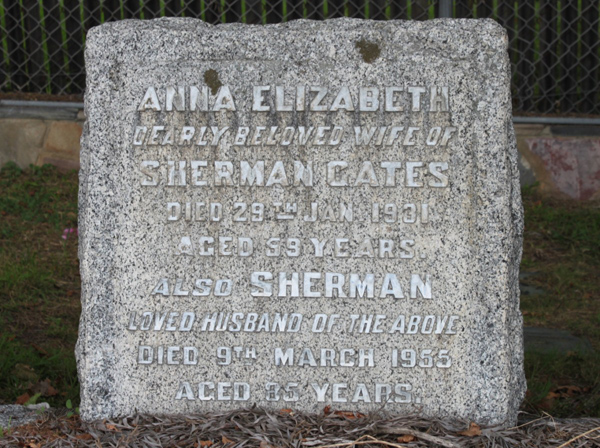 ANNA ELIZABETH
DEARLY BELOVED WIFE OF
SHERMAN GATES
DIED 29TH JAN. 1931.
AGED 59 YEARS.
ALSO SHERMAN
LOVED HUSBAND OF THE ABOVE
DIED 9TH MARCH 1955
AGED 85 YEARS.